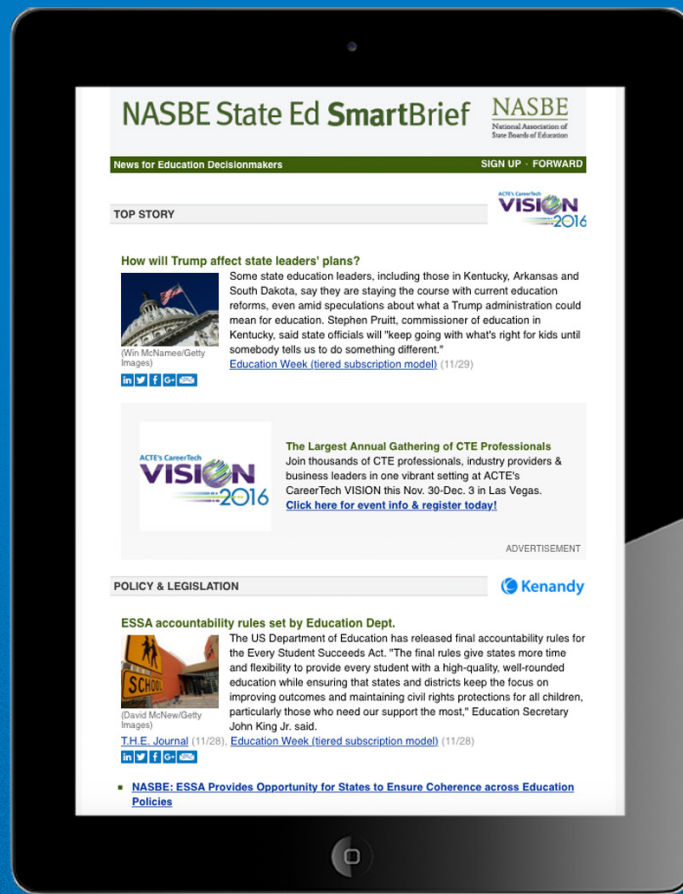 NASBE State Ed SmartBrief
NASBE
National Association of
State Boards of Education
News for Education Decisionmakers
SIGN UP · FORWARD
TOP STORY
ACTE's CareerTech
VISION
2016
How will Trump affect state leaders' plans?
Some state education leaders, including those in Kentucky, Arkansas and
South Dakota, say they are staying the course with current education
reforms, even amid speculations about what a Trump administration could
mean for education. Stephen Pruitt, commissioner of education in
Kentucky, said state officials will "keep going with what's right for kids until
somebody tells us to do something different."
(Win McNamee/Getty
Images)
Education Week (tiered subscription model) (11/29)
in f G+
ACTE's CareerTech
VISION
2016
The Largest Annual Gathering of CTE Professionals
Join thousands of CTE professionals, industry providers &
business leaders in one vibrant setting at ACTE's
CareerTech VISION this Nov. 30-Dec. 3 in Las Vegas.
Click here for event info & register today!
ADVERTISEMENT
POLICY & LEGISLATION
Kenandy
ESSA accountability rules set by Education Dept.
The US Department of Education has released final accountability rules for
the Every Student Succeeds Act. "The final rules give states more time
and flexibility to provide every student with a high-quality, well-rounded
education while ensuring that states and districts keep the focus on
improving outcomes and maintaining civil rights protections for all children,
particularly those who need our support the most," Education Secretary
John King Jr. said.
SCHOOL
(David McNew/Getty
Images)
T.H.E. Journal (11/28), Education Week (tiered subscription model) (11/28)
in f G+
NASBE: ESSA Provides Opportunity for States to Ensure Coherence across Education
Policies